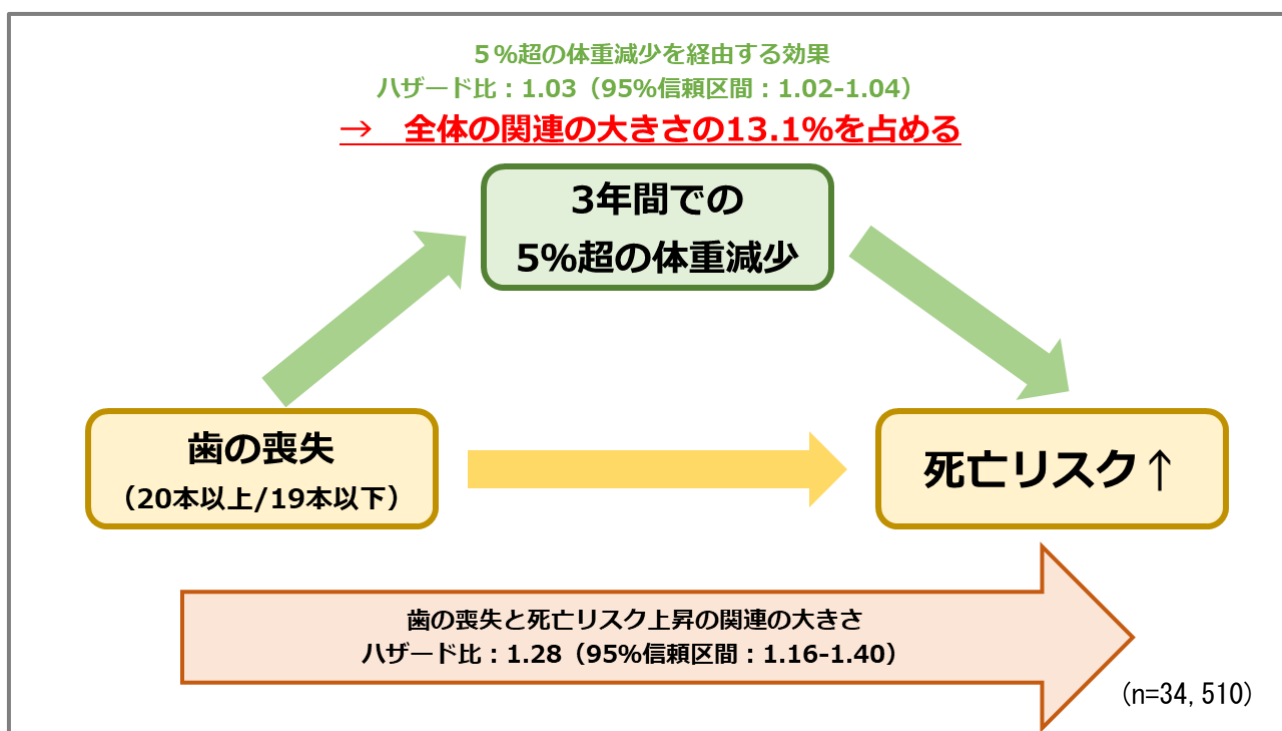 ５％超の体重減少を経由する効果
ハザード比：1.03（95%信頼区間：1.02-1.04）
→　全体の関連の大きさの13.1%を占める
3年間での
5%超の体重減少
歯の喪失
（20本以上/19本以下）
死亡リスク↑
歯の喪失と死亡リスク上昇の関連の大きさ
ハザード比：1.28（95%信頼区間：1.16-1.40）
(n=34,510)